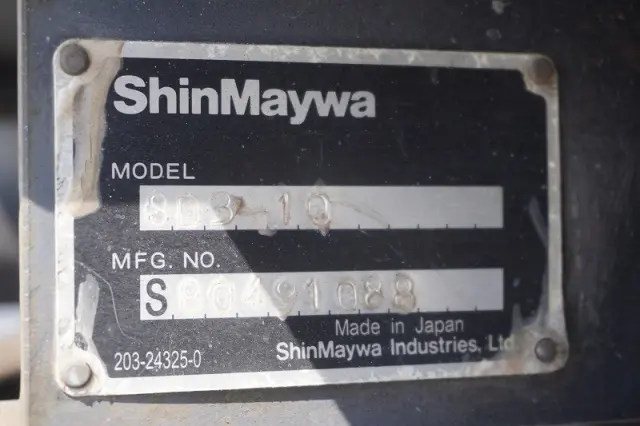 ShinMaywa
MODEL
MFG. NO.
S
Made in Japan
203-24325-0
ShinMaywa Industries, Ltd